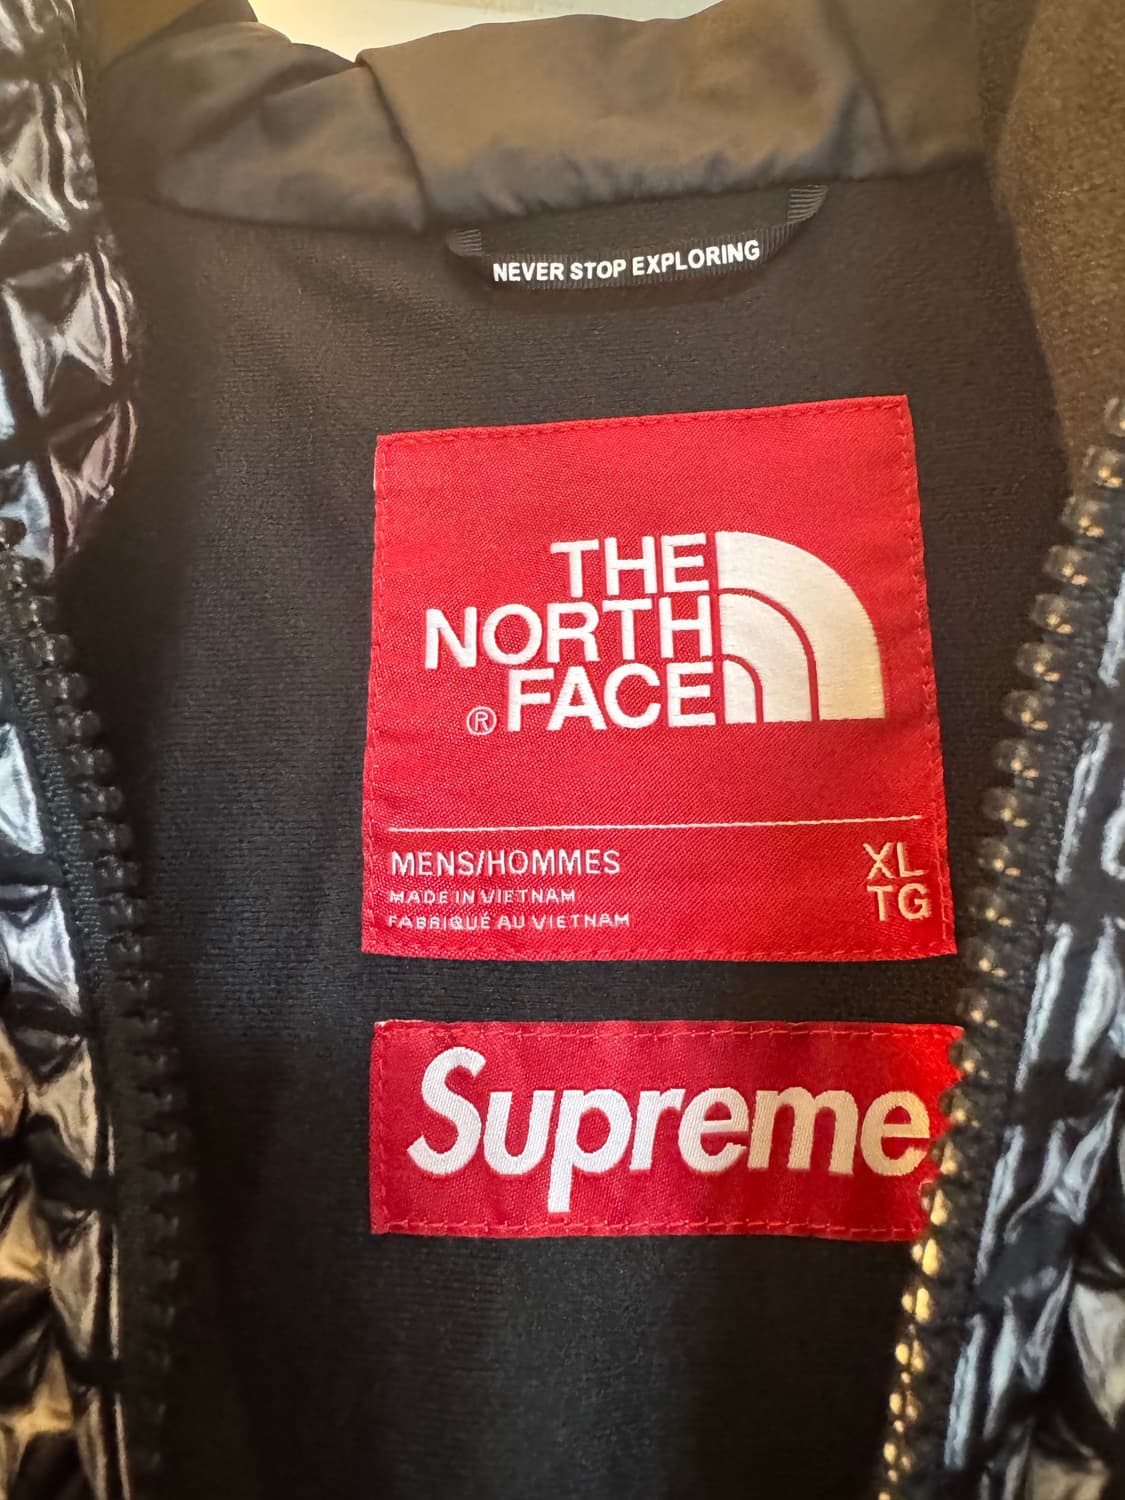 NEVER STOP EXPLORING
THE
NORTH
® FACE
MENS/HOMMES
MADE IN VIETNAM
FABRIQUÉ AU VIETNAM
XL
TG
Supreme